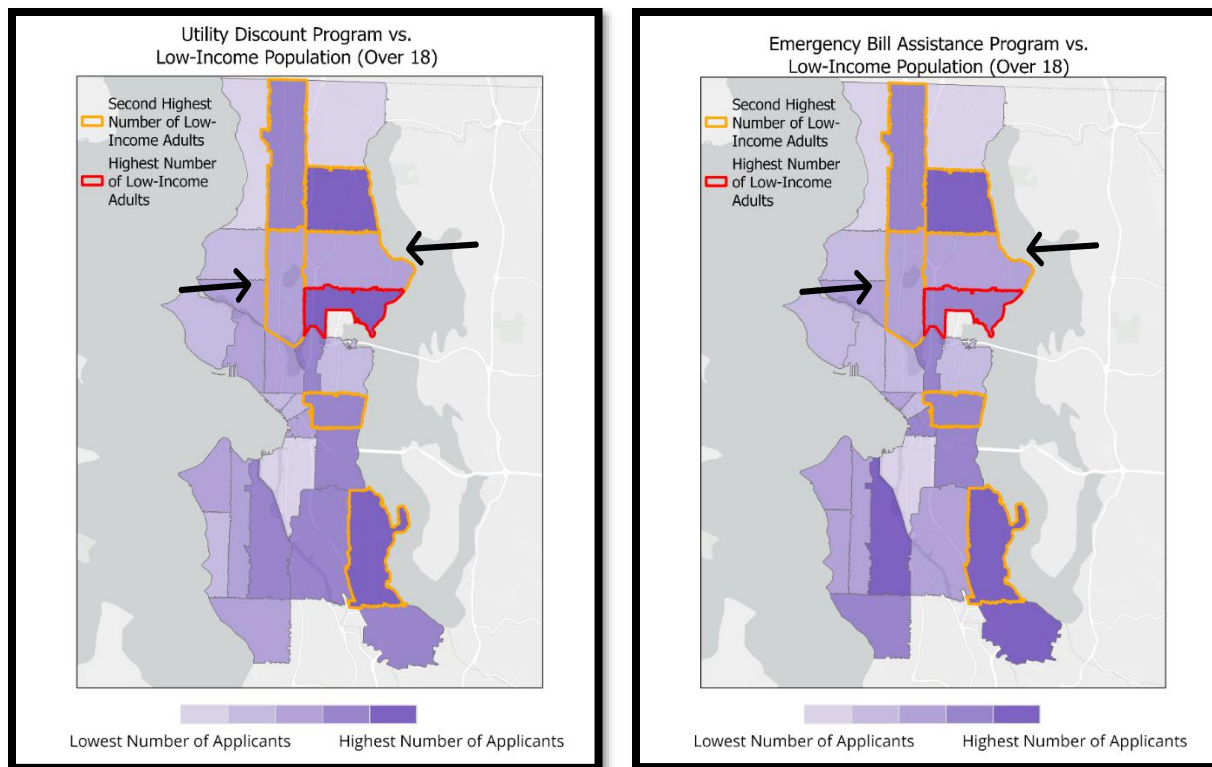 Utility Discount Program vs.
Low-Income Population (Over 18)
Second Highest
Number of Low-
Income Adults
Highest Number
of Low-Income
Adults
Lowest Number of Applicants
Highest Number of Applicants
Emergency Bill Assistance Program vs.
Low-Income Population (Over 18)
Second Highest
Number of Low-
Income Adults
Highest Number
of Low-Income
Adults
Lowest Number of Applicants
Highest Number of Applicants